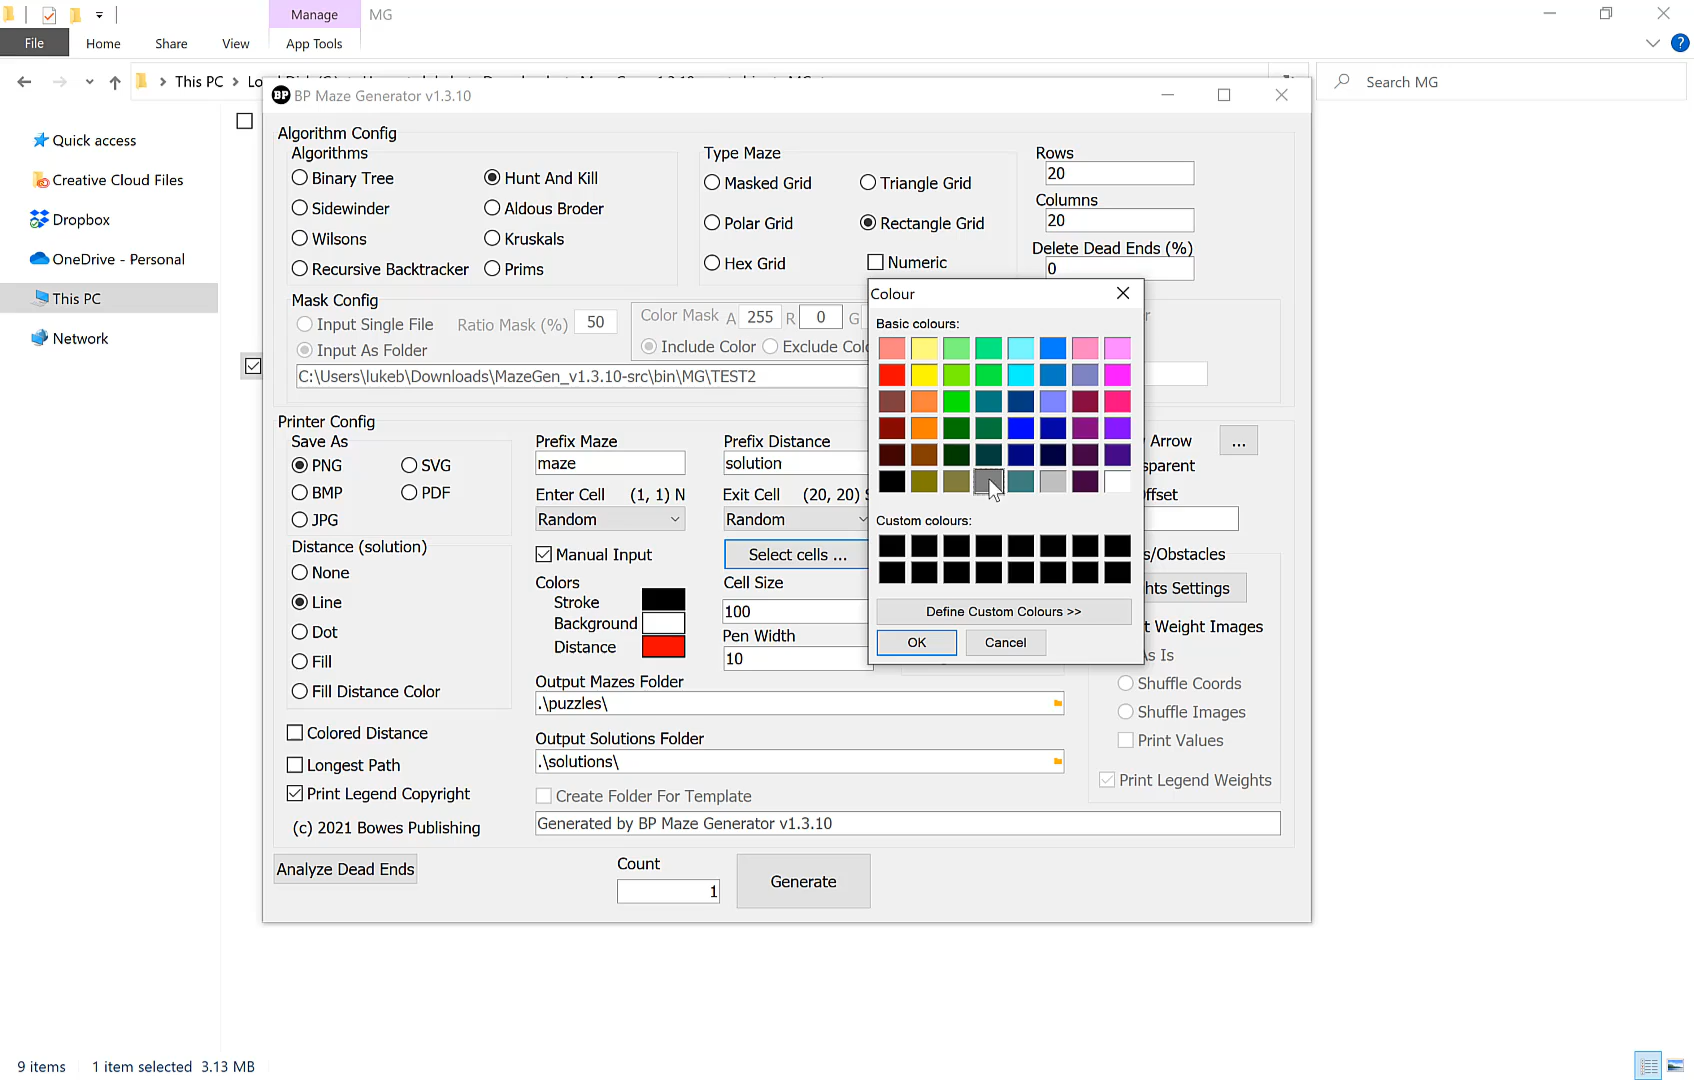 Manage MG
File Home Share View App Tools
This PC Search MG
BP Maze Generator v1.3.10
Quick access
Creative Cloud Files
Dropbox
OneDrive - Personal
This PC
Network
Algorithm Config
Algorithms
Binary Tree Hunt And Kill
Sidewinder Aldous Broder
Wilsons Kruskals
Recursive Backtracker Prims
Type Maze
Masked Grid Triangle Grid
Polar Grid Rectangle Grid
Hex Grid Numeric
Rows
20
Columns
20
Delete Dead Ends (%)
0
Mask Config
Input Single File Ratio Mask (%) 50
Input As Folder
Color Mask A 255 R 0 G
Include Color Exclude Col
C:\Users\lukeb\Downloads\MazeGen_v1.3.10-src\bin\MG\TEST2
Colour
Basic colours:
Custom colours:
Define Custom Colours >>
OK Cancel
Printer Config
Save As
PNG SVG
BMP PDF
JPG
Distance (solution)
None
Line
Dot
Fill
Fill Distance Color
Colored Distance
Longest Path
Print Legend Copyright
(c) 2021 Bowes Publishing
Prefix Maze Prefix Distance
maze solution
Enter Cell (1, 1) N Exit Cell (20, 20)
Random Random
Manual Input Select cells ...
Colors
Stroke
Background
Distance
Cell Size
100
Pen Width
10
Output Mazes Folder
.\puzzles\
Output Solutions Folder
.\solutions\
Create Folder For Template
Generated by BP Maze Generator v1.3.10
Arrow ...
sparent
ffset
s/Obstacles
hts Settings
t Weight Images
s Is
Shuffle Coords
Shuffle Images
Print Values
Print Legend Weights
Analyze Dead Ends
Count
1
Generate
9 items 1 item selected 3.13 MB